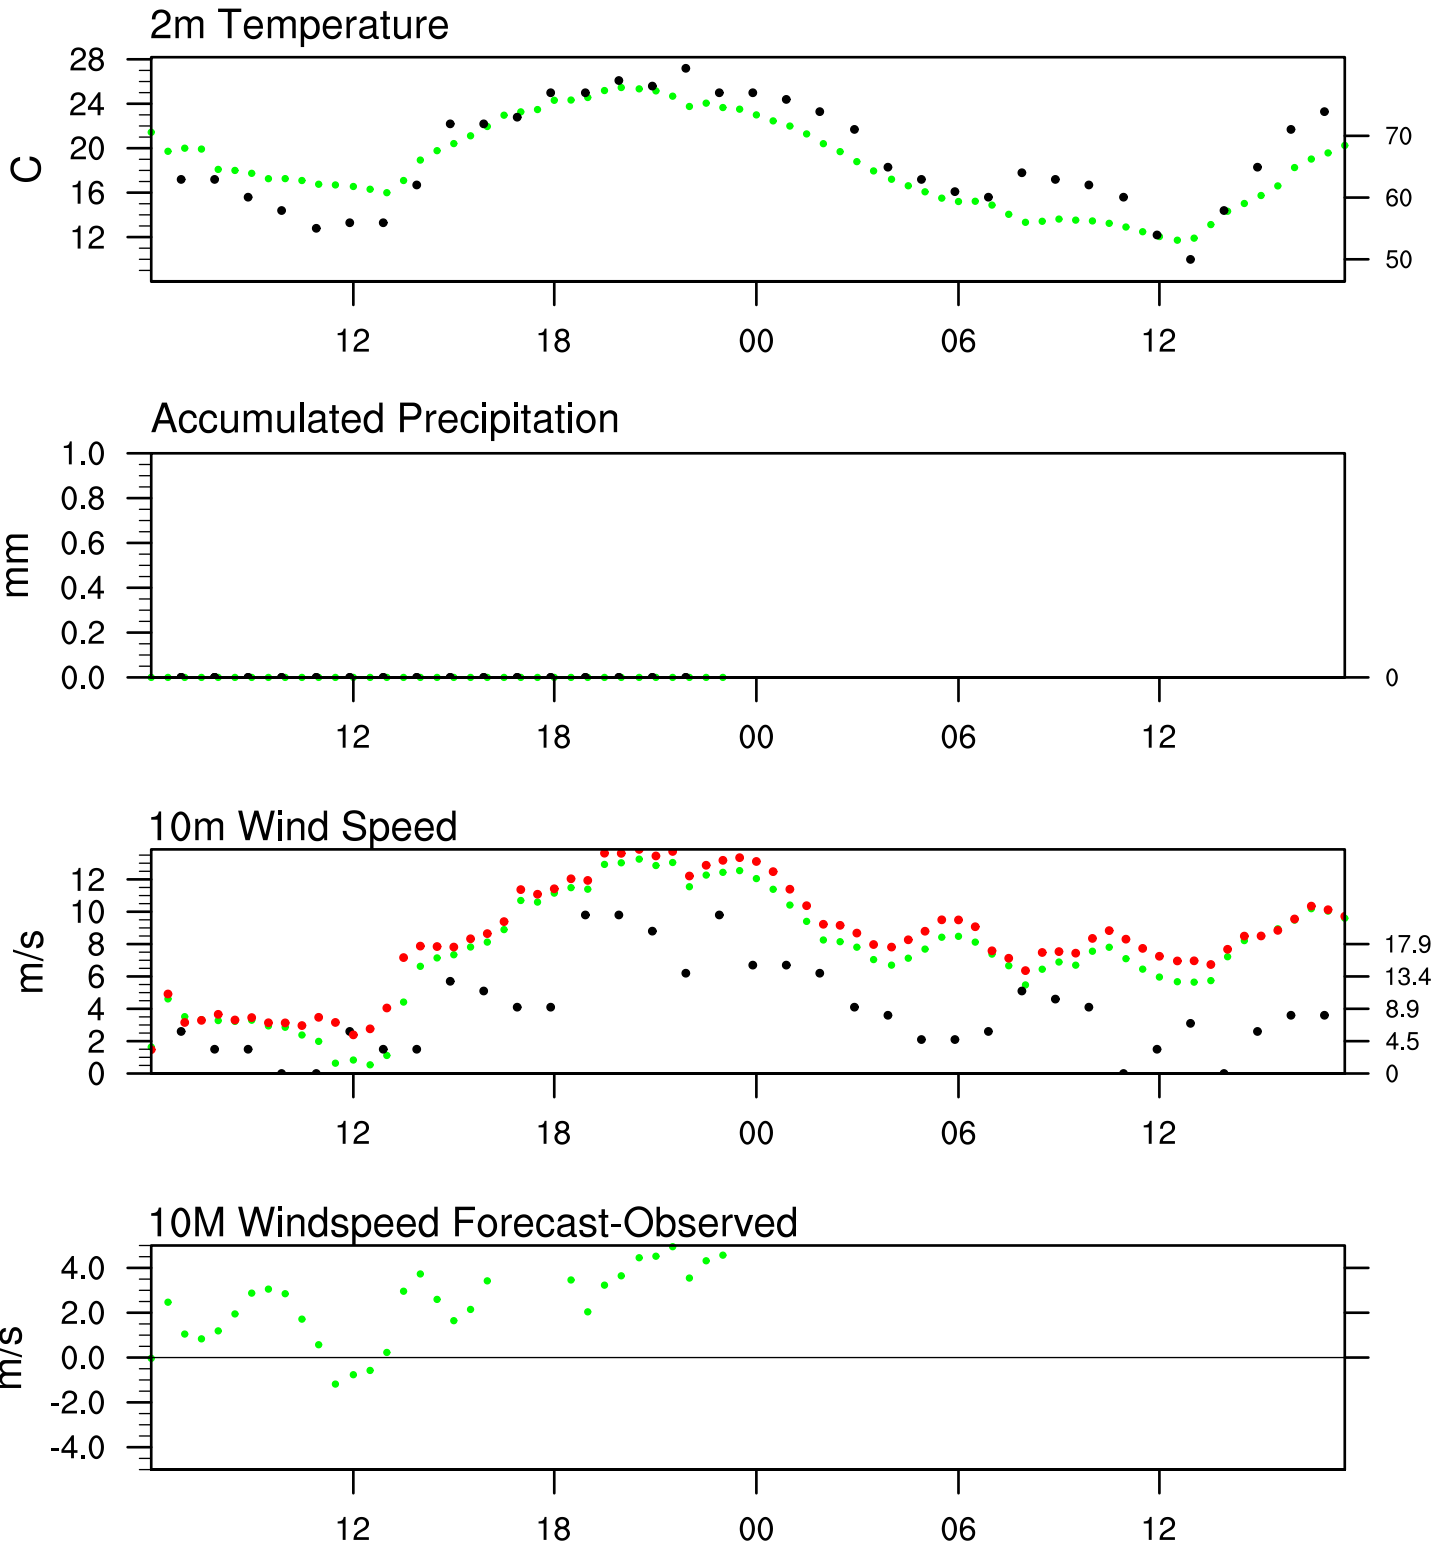 2m Temperature
28
24
20
16
12
C
70
60
50
12 18 00 06 12
Accumulated Precipitation
1.0
0.8
0.6
0.4
0.2
0.0
mm
0
12 18 00 06 12
10m Wind Speed
12
10
8
6
4
2
0
m/s
17.9
13.4
8.9
4.5
0
12 18 00 06 12
10M Windspeed Forecast-Observed
4.0
2.0
0.0
-2.0
-4.0
m/s
12 18 00 06 12